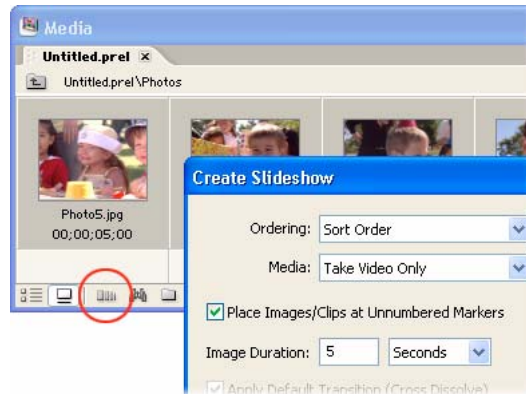 Media
Untitled.prel
Untitled.prel\Photos
Photo5.jpg
00;00;05;00
Create Slideshow
Ordering: Sort Order
Media: Take Video Only
Place Images/Clips at Unnumbered Markers
Image Duration: 5 Seconds
Apply Default Transition (Cross Dissolve)